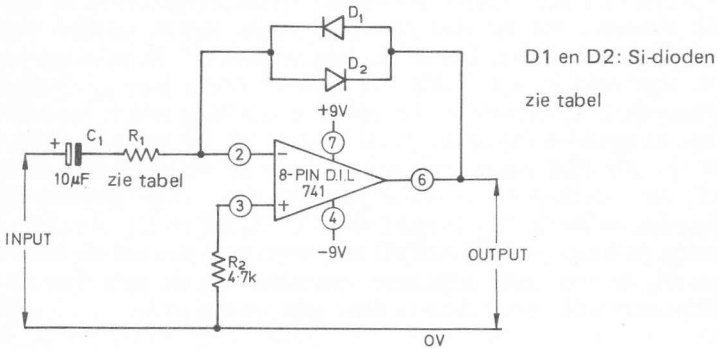 D1
D2
D1 en D2: Si-dioden
zie tabel
+9V
+ C1 R1
10µF zie tabel
2 − 7
8-PIN D.I.L
741
6
3 +
4
−9V
INPUT
R2
4·7k
OUTPUT
0V